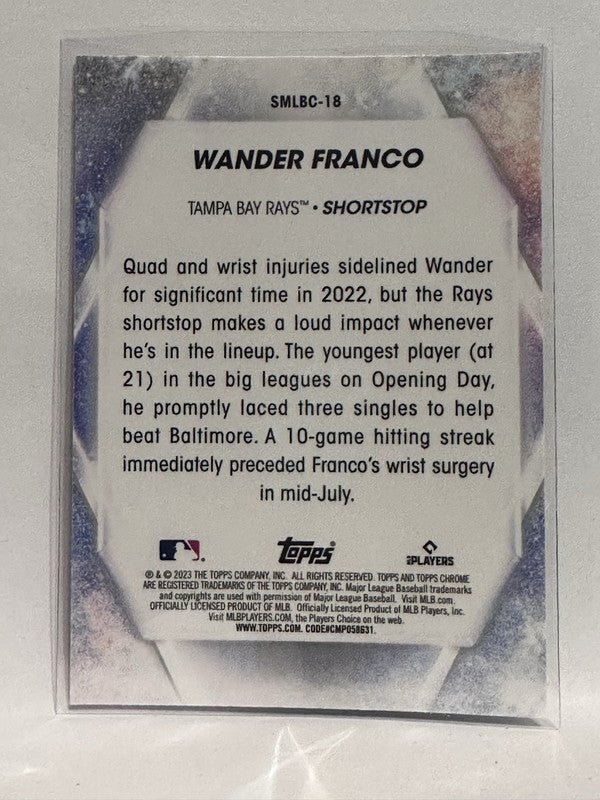 SMLBC-18
WANDER FRANCO
TAMPA BAY RAYS™ • SHORTSTOP
Quad and wrist injuries sidelined Wander
for significant time in 2022, but the Rays
shortstop makes a loud impact whenever
he's in the lineup. The youngest player (at
21) in the big leagues on Opening Day,
he promptly laced three singles to help
beat Baltimore. A 10-game hitting streak
immediately preceded Franco's wrist surgery
in mid-July.
Topps® PLAYERS
® & © 2023 THE TOPPS COMPANY, INC. ALL RIGHTS RESERVED. TOPPS AND TOPPS CHROME
ARE REGISTERED TRADEMARKS OF THE TOPPS COMPANY, INC. Major League Baseball trademarks
and copyrights are used with permission of Major League Baseball. Visit MLB.com.
OFFICIALLY LICENSED PRODUCT OF MLB. Officially Licensed Product of MLB Players, Inc.
Visit MLBPLAYERS.COM, the Players Choice on the web.
WWW.TOPPS.COM. CODE#CMP058631.